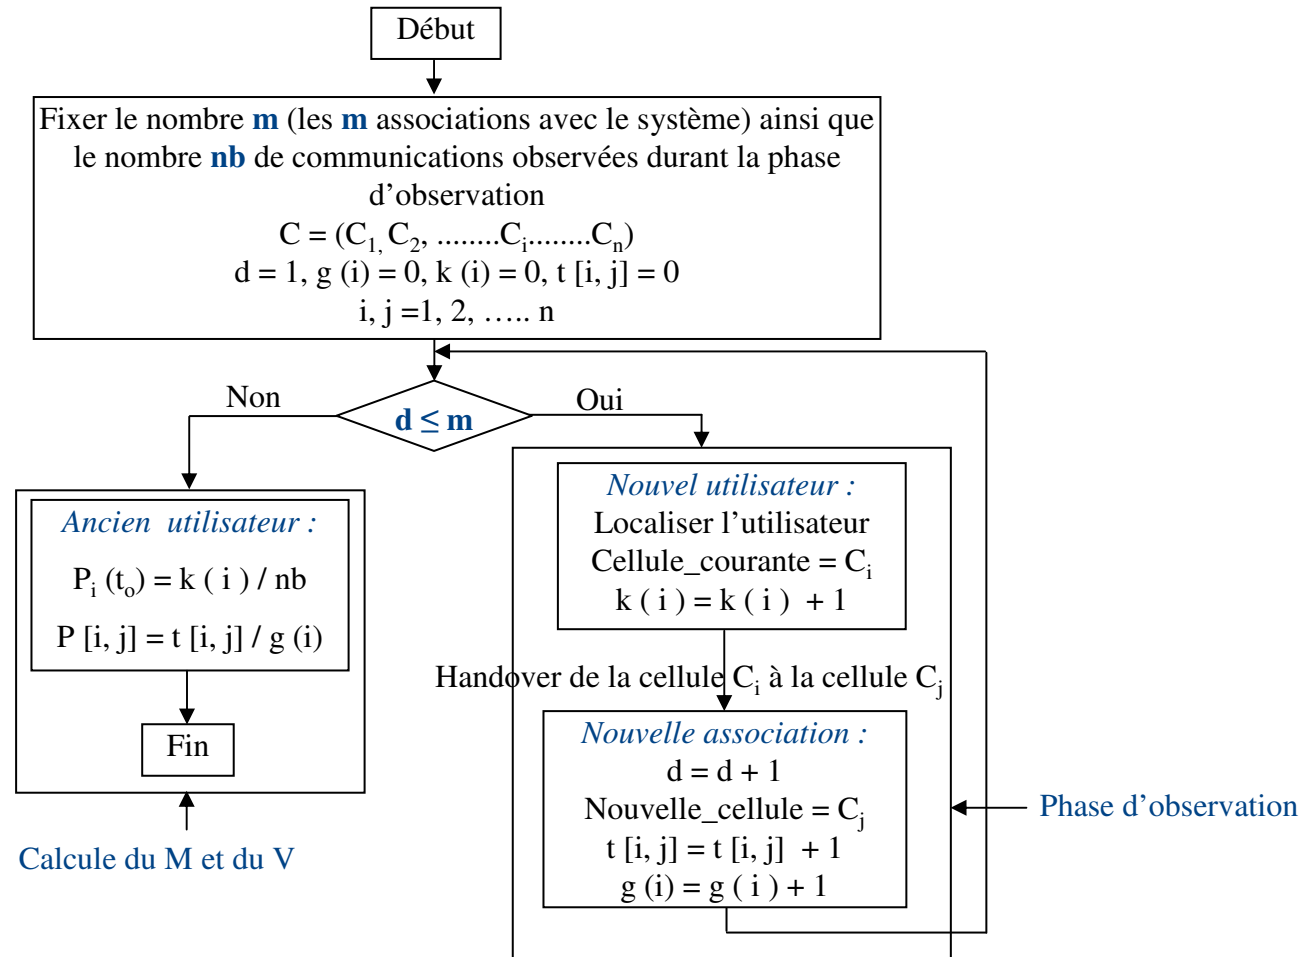 Début
Fixer le nombre m (les m associations avec le système) ainsi que
le nombre nb de communications observées durant la phase
d’observation
C = (C1, C2, ........Ci........Cn)
d = 1, g (i) = 0, k (i) = 0, t [i, j] = 0
i, j =1, 2, ….. n
Non
d ≤ m
Oui
Ancien utilisateur :
Pi (to) = k ( i ) / nb
P [i, j] = t [i, j] / g (i)
Fin
Calcule du M et du V
Nouvel utilisateur :
Localiser l’utilisateur
Cellule_courante = Ci
k ( i ) = k ( i ) + 1
Handover de la cellule Ci à la cellule Cj
Nouvelle association :
d = d + 1
Nouvelle_cellule = Cj
t [i, j] = t [i, j] + 1
g (i) = g ( i ) + 1
Phase d’observation